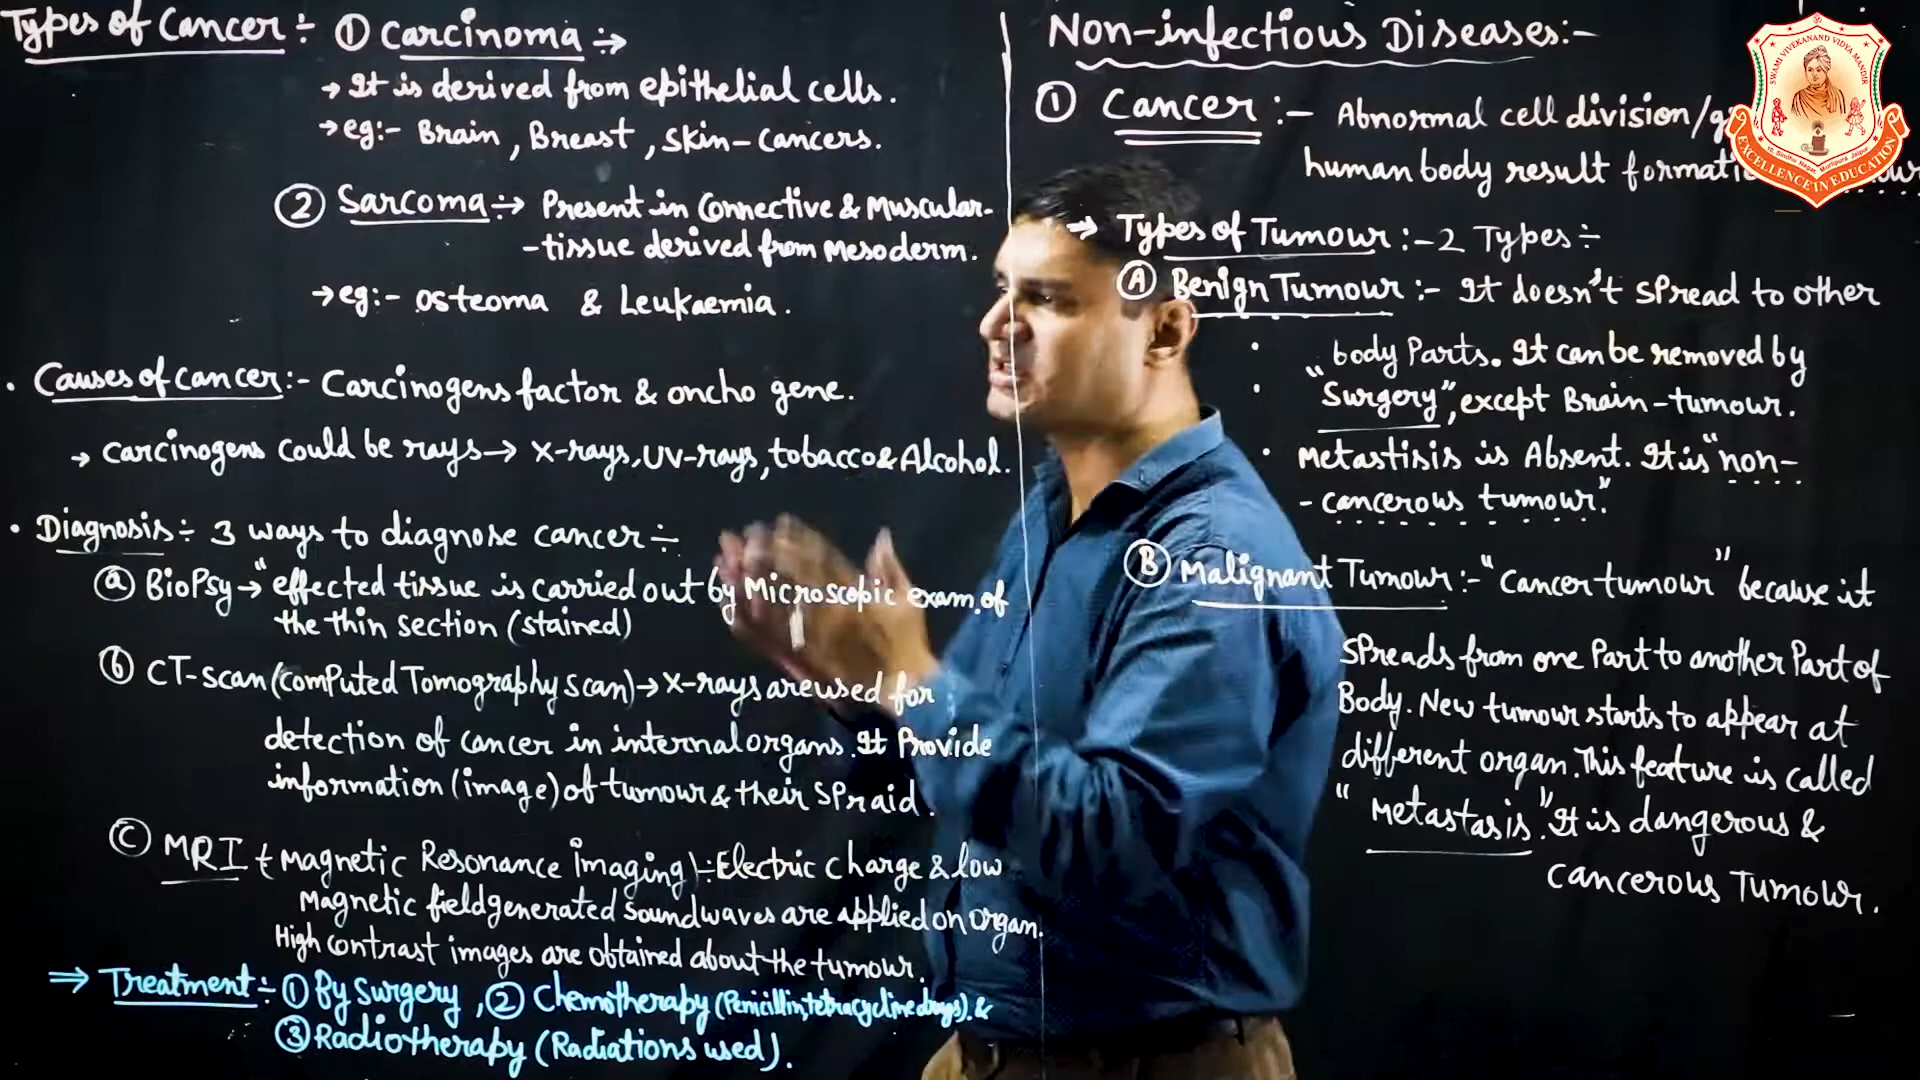 Types of Cancer÷ ① Carcinoma :→
→ It is derived from epithelial cells.
→ eg:- Brain, Breast, Skin-Cancers.
② Sarcoma :→ Present in Connective & Muscular-
-tissue derived from Mesoderm.
→ eg:- Osteoma & Leukaemia.
· Causes of cancer:- Carcinogens factor & oncho gene.
→ Carcinogens could be rays→ X-rays, UV-rays, tobacco & Alcohol.
· Diagnosis÷ 3 ways to diagnose cancer÷
ⓐ BioPsy→ "effected tissue is carried out by Microscopic exam. of
the thin section (stained)
ⓑ CT-scan (Computed Tomography scan)→ X-rays are used for
detection of cancer in internal organs. It Provide
information (image) of tumour & their Spraid.
ⓒ MRI (Magnetic Resonance Imaging)÷ Electric Charge & low
Magnetic field generated Soundwaves are applied on Organ.
High contrast images are obtained about the tumour.
⇒ Treatment:- ① By Surgery, ② Chemotherapy (Penicillin, tetracycline drugs). &
③ Radiotherapy (Radiations used).
Non-infectious Diseases:-
① Cancer :- Abnormal cell division/
human body result
→ Types of Tumour :- 2 Types÷
Ⓐ Benign Tumour :- It doesn't spread to other
body Parts. It can be removed by
"Surgery", except Brain-tumour.
· Metastisis is Absent. It is "non-
- cancerous tumour."
Ⓑ Malignant Tumour :- "Cancer tumour" because it
Spreads from one Part to another Part of
Body. New tumour starts to appear at
different organ. This feature is called
"Metastasis". It is dangerous &
Cancerous Tumour.
SWAMI VIVEKANAND VIDYA MANDIR
EXCELLENCE IN EDUCATION